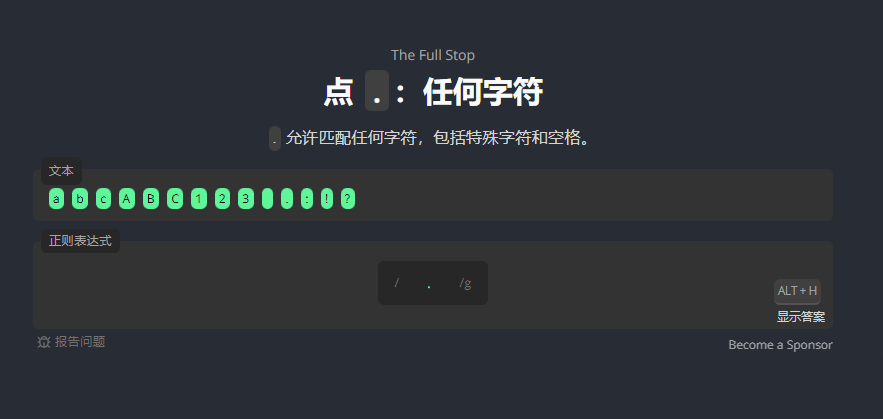 The Full Stop
点 . ：任何字符
. 允许匹配任何字符，包括特殊字符和空格。
文本
a b c A B C 1 2 3 . : ! ?
正则表达式
/ . /g
ALT + H
显示答案
报告问题
Become a Sponsor